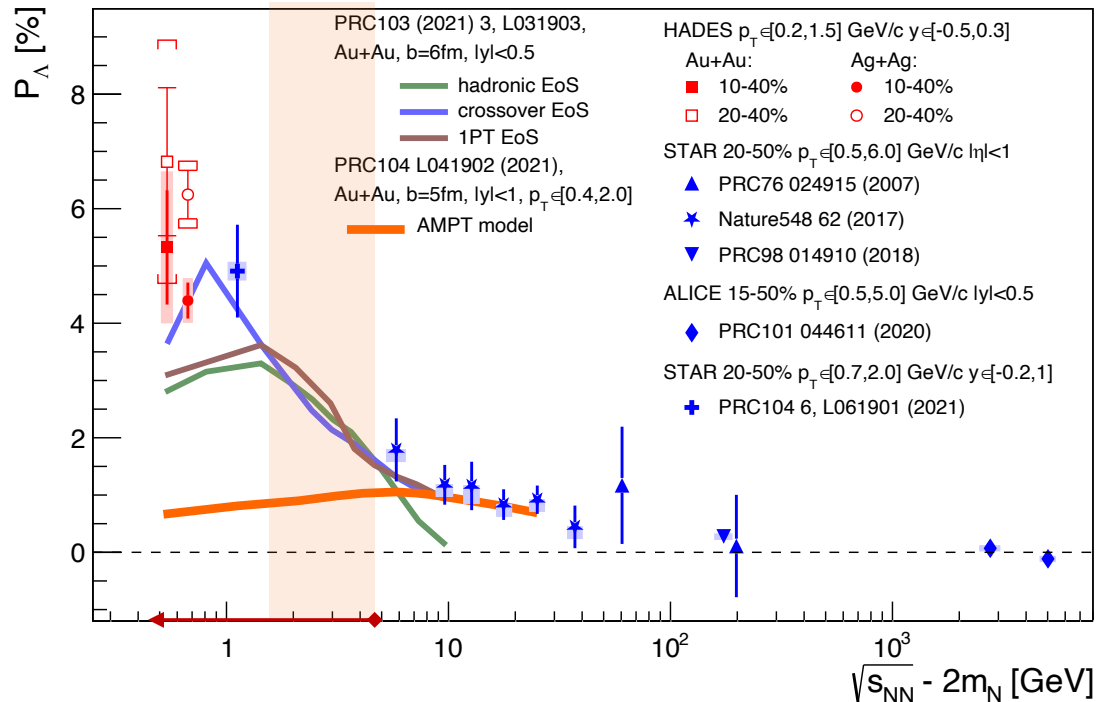 P_Λ [%]
8
6
4
2
0
PRC103 (2021) 3, L031903,
Au+Au, b=6fm, |y|<0.5
hadronic EoS
crossover EoS
1PT EoS
PRC104 L041902 (2021),
Au+Au, b=5fm, |y|<1, p_T∈[0.4,2.0]
AMPT model
HADES p_T∈[0.2,1.5] GeV/c y∈[-0.5,0.3]
Au+Au: Ag+Ag:
10-40% 10-40%
20-40% 20-40%
STAR 20-50% p_T∈[0.5,6.0] GeV/c |η|<1
PRC76 024915 (2007)
Nature548 62 (2017)
PRC98 014910 (2018)
ALICE 15-50% p_T∈[0.5,5.0] GeV/c |y|<0.5
PRC101 044611 (2020)
STAR 20-50% p_T∈[0.7,2.0] GeV/c y∈[-0.2,1]
PRC104 6, L061901 (2021)
1 10 10² 10³
√s_NN - 2m_N [GeV]